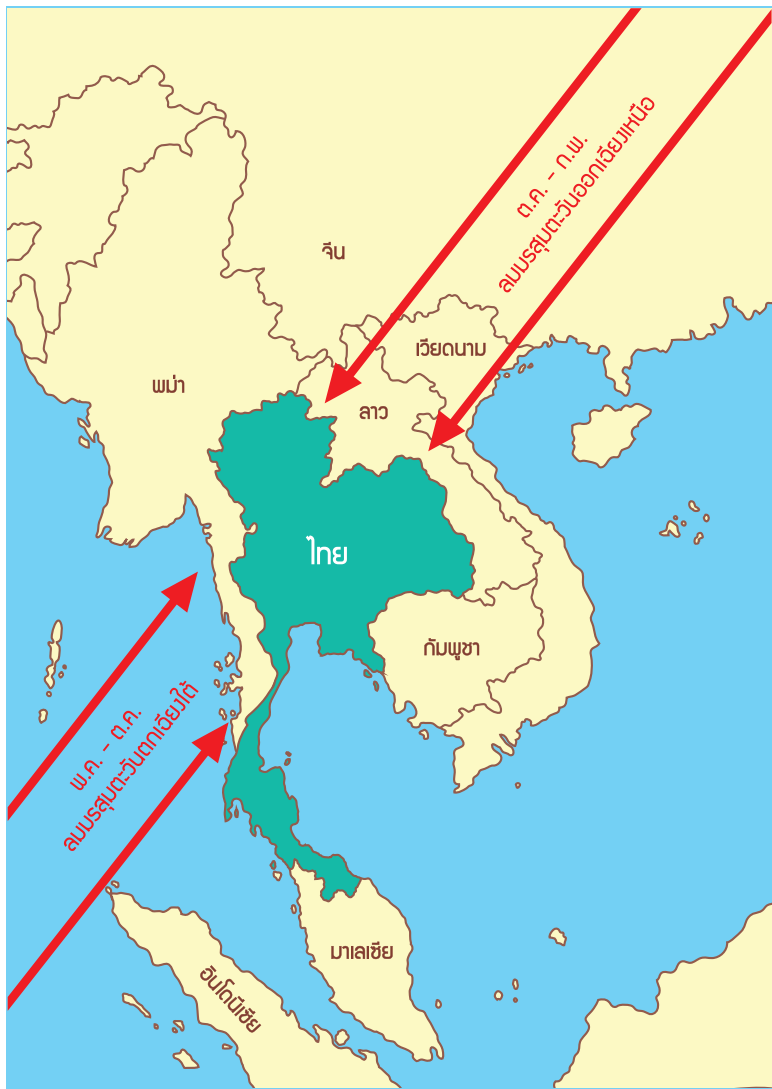 ต.ค. - ก.พ.
ลมมรสุมตะวันออกเฉียงเหนือ
จีน
เวียดนาม
พม่า
ลาว
ไทย
กัมพูชา
พ.ค. - ต.ค.
ลมมรสุมตะวันตกเฉียงใต้
มาเลเซีย
อินโดนิเซีย